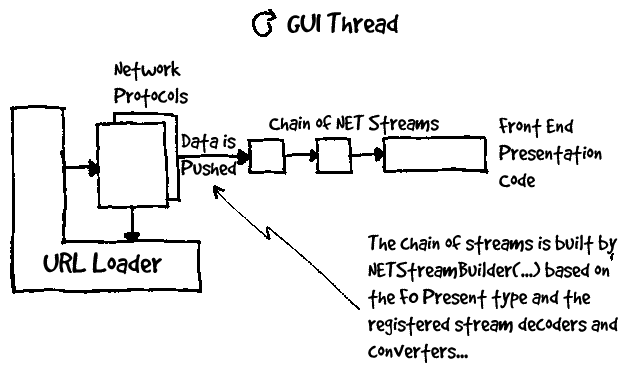 GUI Thread
Network
Protocols
Data is
Pushed
Chain of NET Streams
Front End
Presentation
Code
URL Loader
The chain of streams is built by
NETStreamBuilder(...) based on
the FO Present type and the
registered stream decoders and
converters...